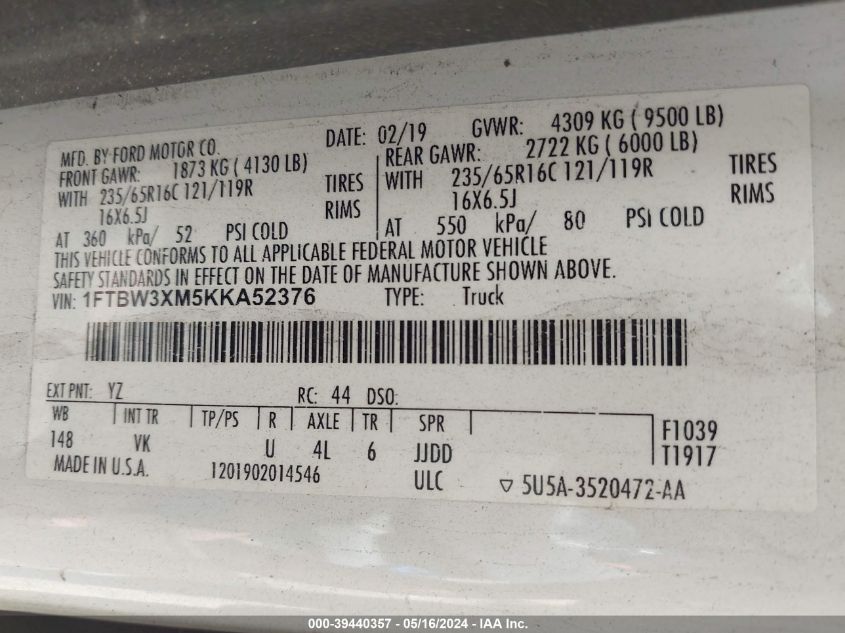 MFD. BY FORD MOTOR CO. DATE: 02/19 GVWR: 4309 KG ( 9500 LB)
FRONT GAWR: 1873 KG ( 4130 LB) REAR GAWR: 2722 KG ( 6000 LB)
WITH 235/65R16C 121/119R TIRES WITH 235/65R16C 121/119R TIRES
16X6.5J RIMS 16X6.5J RIMS
AT 360 kPa/ 52 PSI COLD AT 550 kPa/ 80 PSI COLD
THIS VEHICLE CONFORMS TO ALL APPLICABLE FEDERAL MOTOR VEHICLE
SAFETY STANDARDS IN EFFECT ON THE DATE OF MANUFACTURE SHOWN ABOVE.
VIN: 1FTBW3XM5KKA52376 TYPE: Truck
EXT PNT: YZ RC: 44 DSO:
WB INT TR TP/PS R AXLE TR SPR
148 VK U 4L 6 JJDD F1039
T1917
MADE IN U.S.A. 1201902014546 ULC ▽ 5U5A-3520472-AA
000-39440357 - 05/16/2024 - IAA Inc.